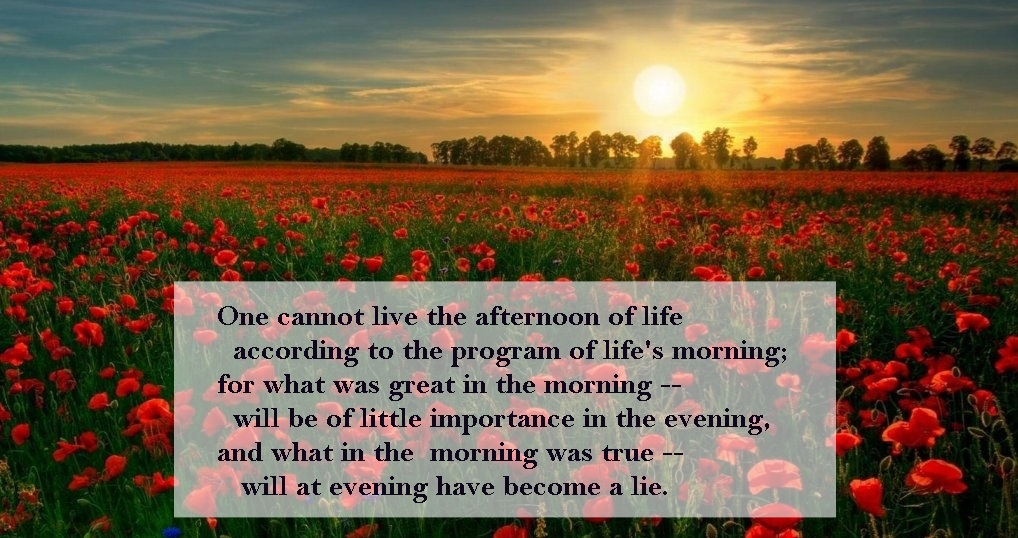 One cannot live the afternoon of life
according to the program of life's morning;
for what was great in the morning --
will be of little importance in the evening,
and what in the  morning was true --
will at evening have become a lie.